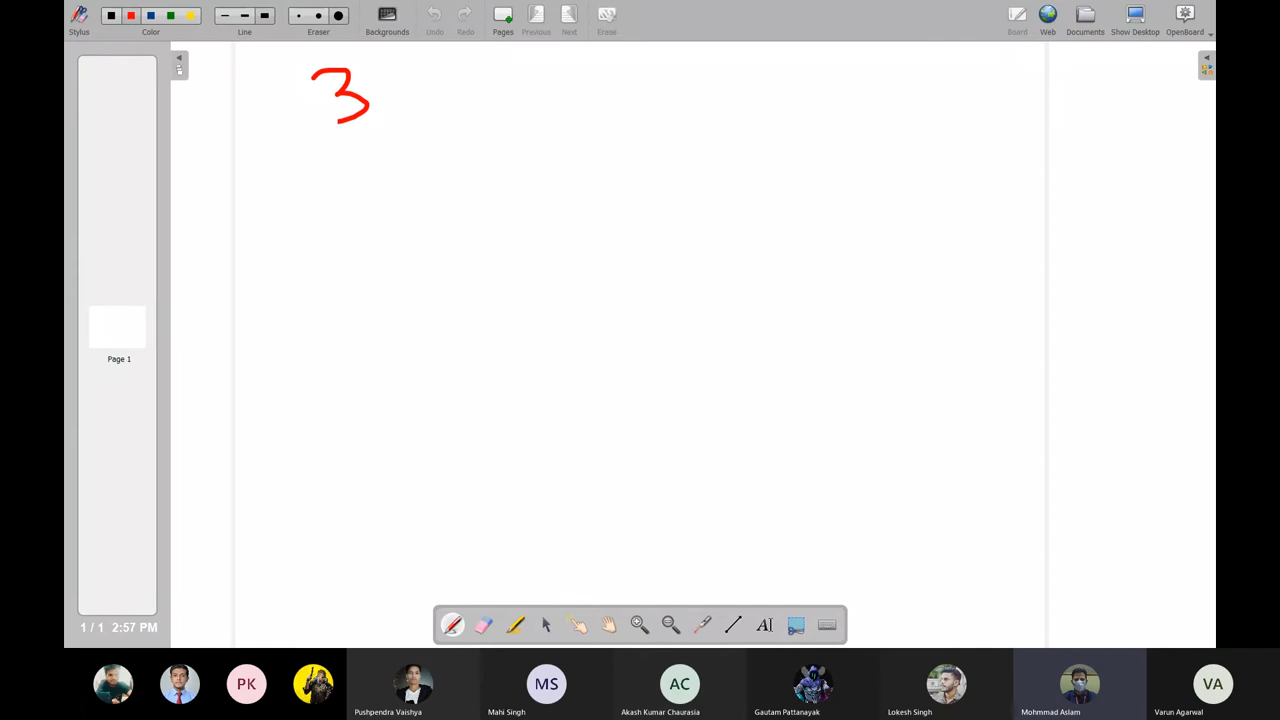 Stylus Color Line Eraser Backgrounds Undo Redo Pages Previous Next Erase Board Web Documents Show Desktop OpenBoard
3
Page 1
1 / 1 2:57 PM
PK MS AC VA
Pushpendra Vaishya Mahi Singh Akash Kumar Chaurasia Gautam Pattanayak Lokesh Singh Mohmmad Aslam Varun Agarwal